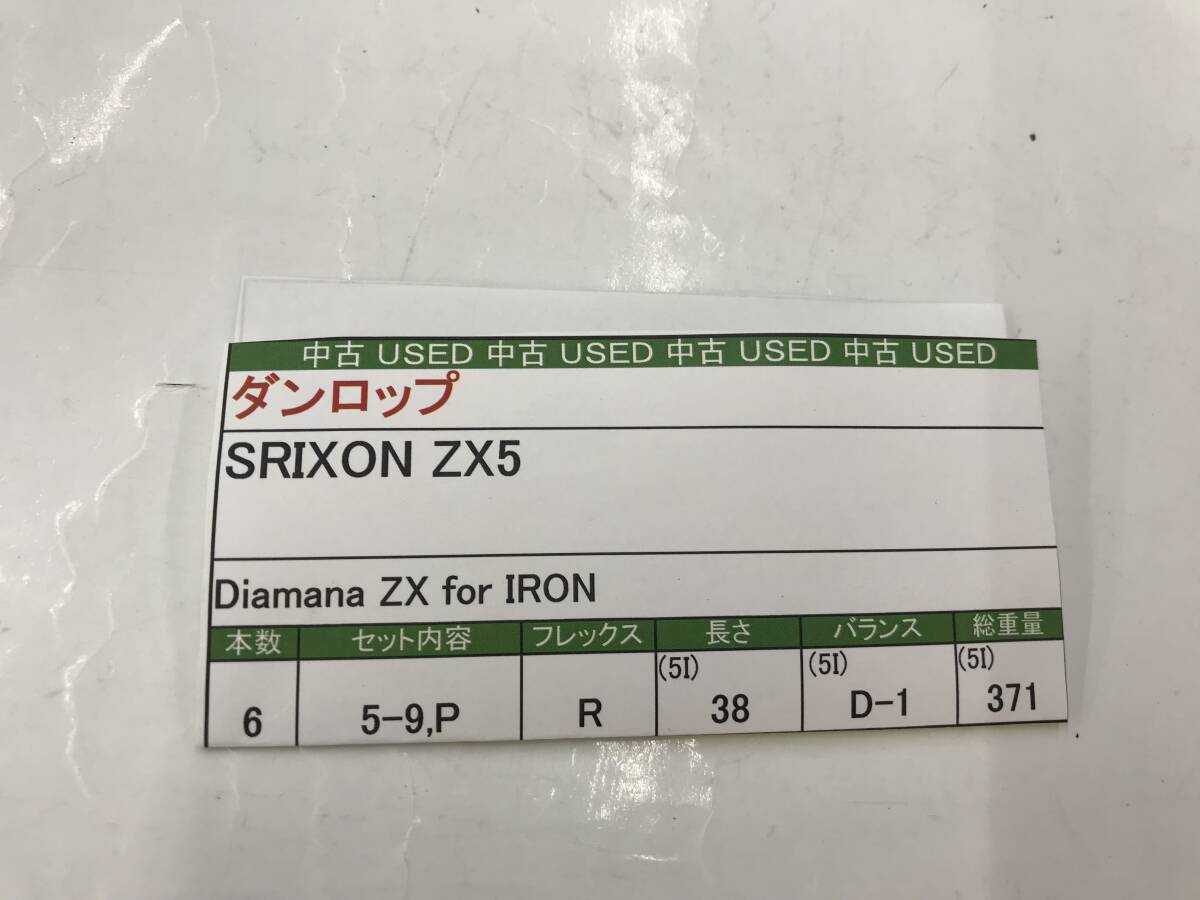 中古 USED 中古 USED 中古 USED 中古 USED
ダンロップ
SRIXON ZX5
Diamana ZX for IRON
本数 セット内容 フレックス 長さ バランス 総重量
(5I) (5I) (5I)
6 5-9,P R 38 D-1 371